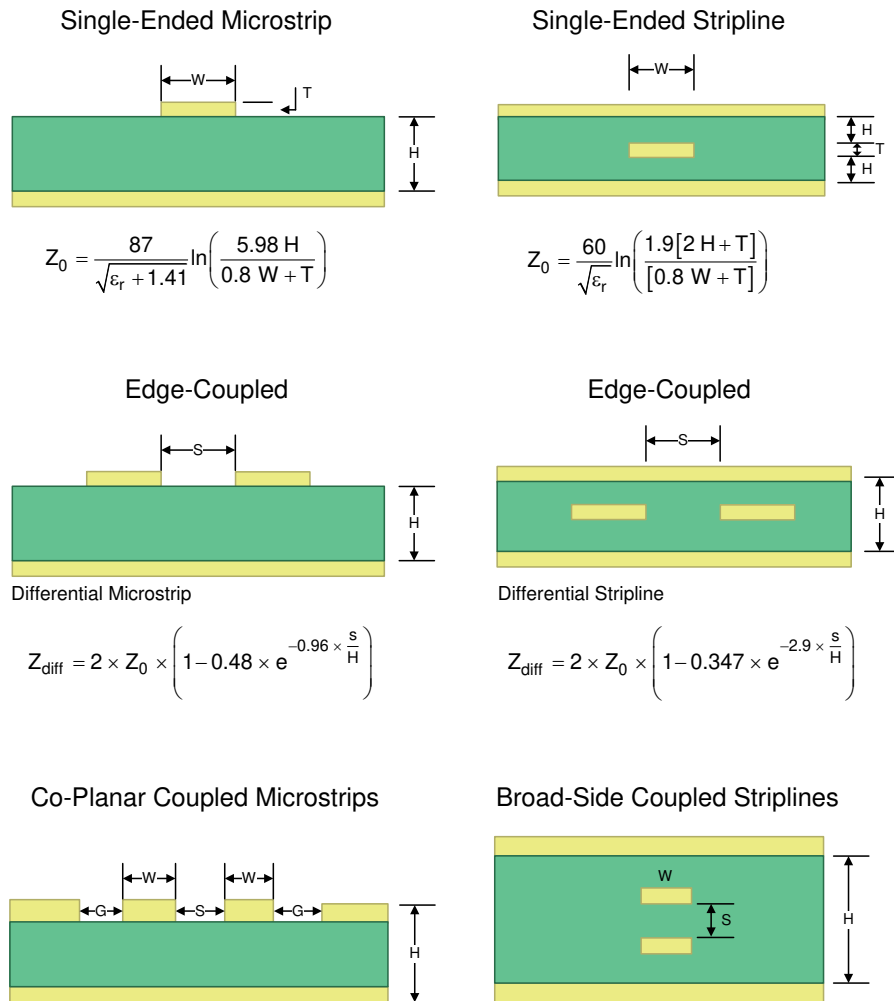 Single-Ended Microstrip
W
T
H
Z₀ = 87 / √(εᵣ + 1.41) ln(5.98 H / 0.8 W + T)
Single-Ended Stripline
W
H
T
H
Z₀ = 60 / √εᵣ ln(1.9[2 H + T] / [0.8 W + T])
Edge-Coupled
S
H
Differential Microstrip
Z_diff = 2 × Z₀ × (1 − 0.48 × e^(−0.96 × s/H))
Edge-Coupled
S
H
Differential Stripline
Z_diff = 2 × Z₀ × (1 − 0.347 × e^(−2.9 × s/H))
Co-Planar Coupled Microstrips
W W
G S G
H
Broad-Side Coupled Striplines
W
S
H